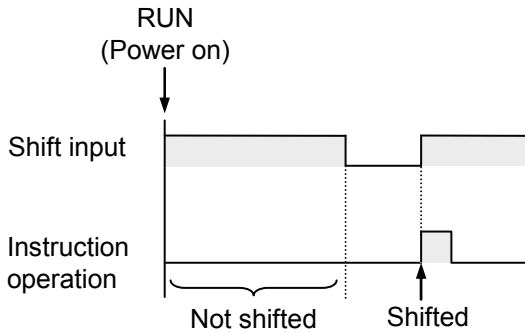 RUN
(Power on)
Shift input
Instruction
operation
Not shifted
Shifted